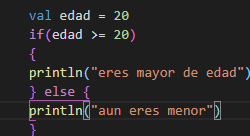 val edad = 20
if(edad >= 20)
{
println("eres mayor de edad")
} else {
println("aun eres menor")
}